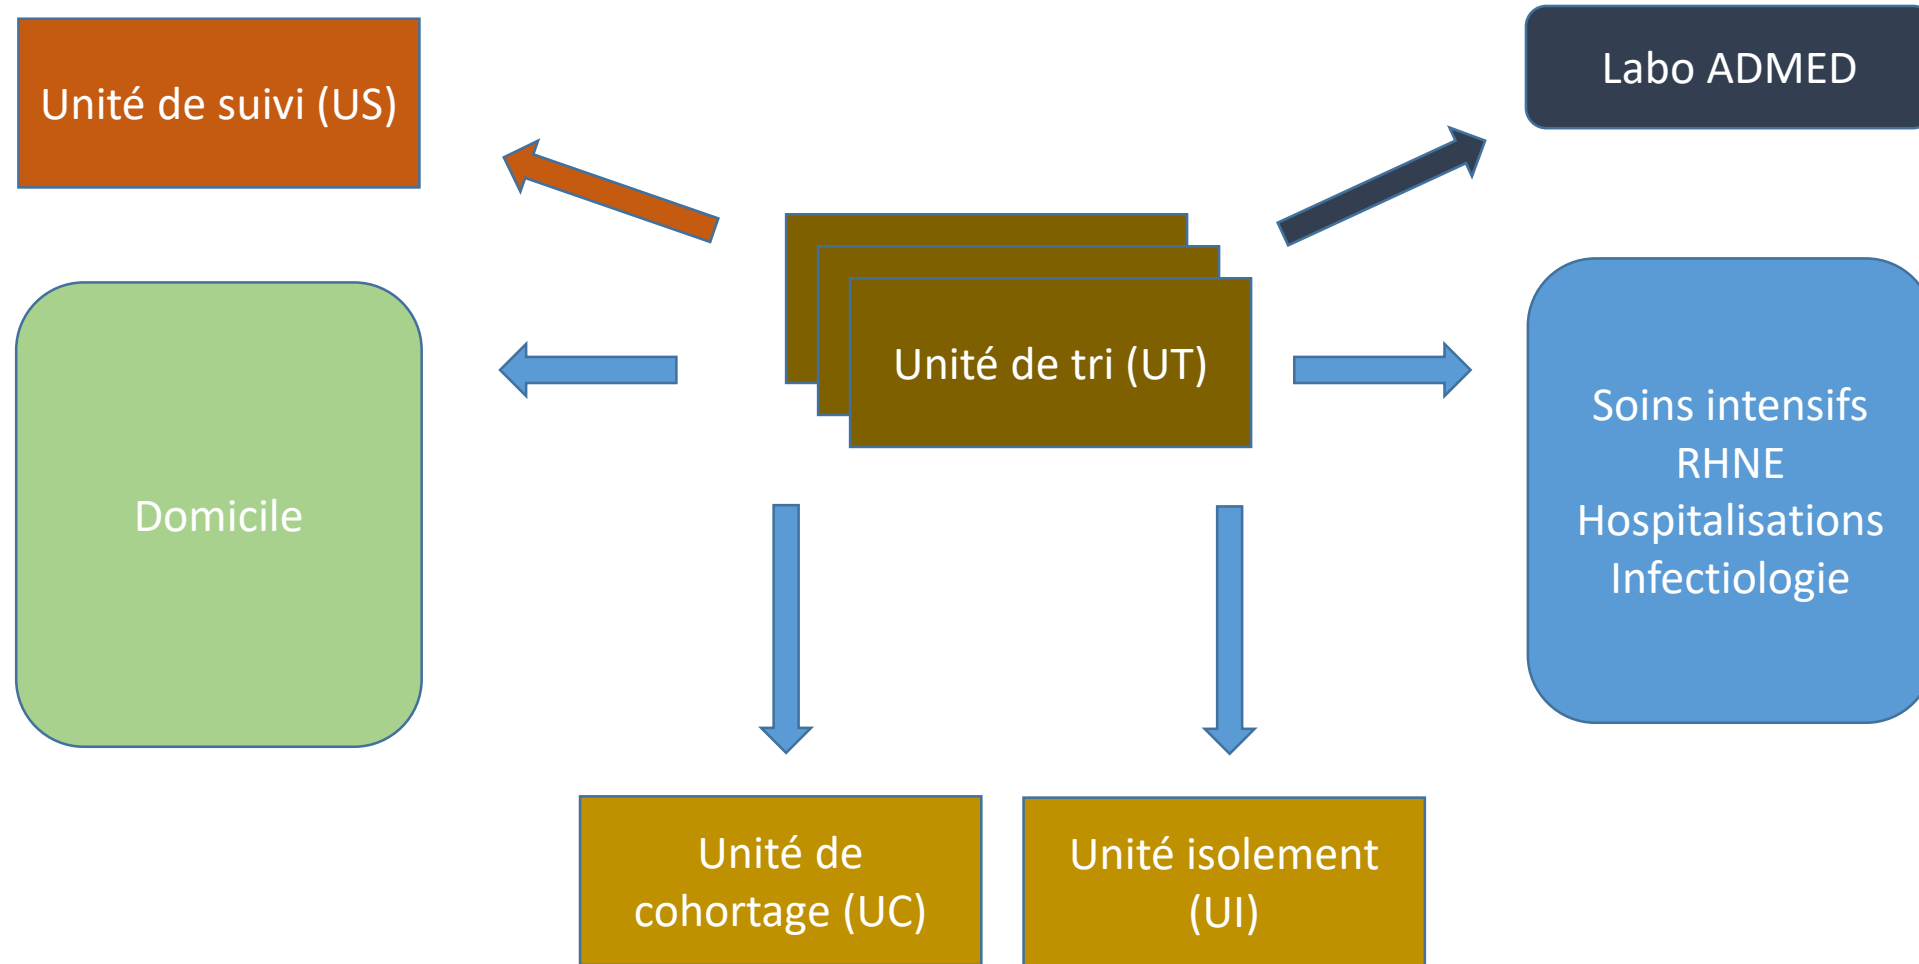 Unité de suivi (US)
Labo ADMED
Unité de tri (UT)
Domicile
Soins intensifs
RHNE
Hospitalisations
Infectiologie
Unité de
cohortage (UC)
Unité isolement
(UI)